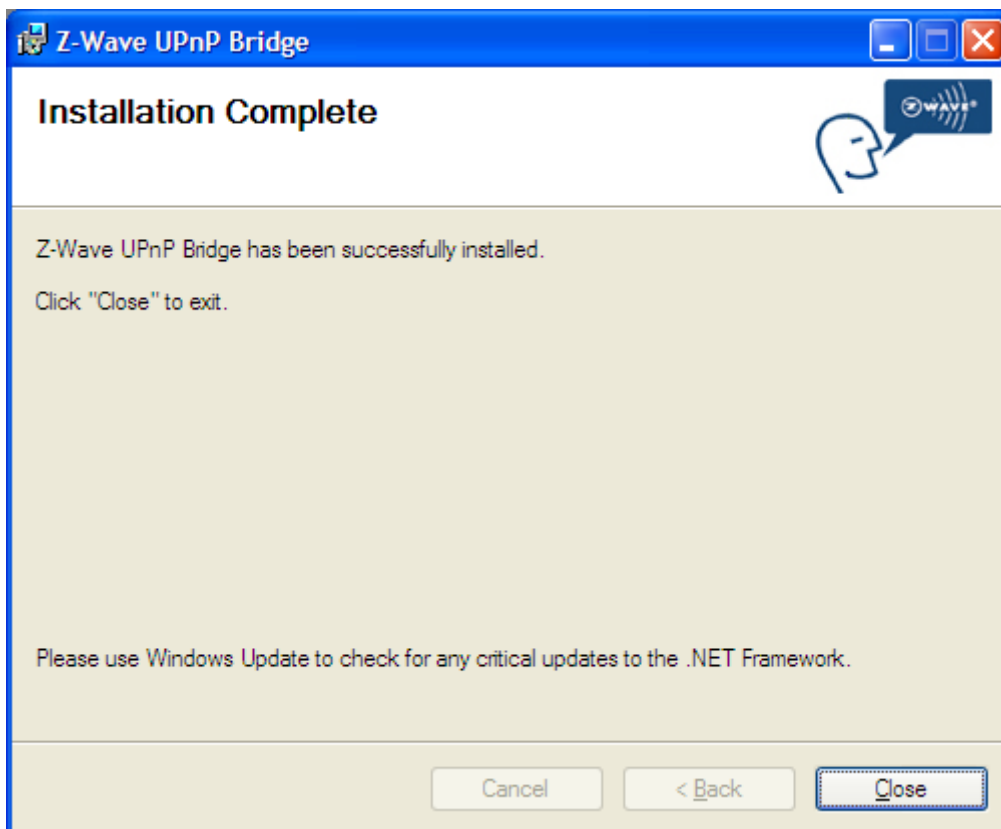 Z-Wave UPnP Bridge
Installation Complete
Z WAVE®
Z-Wave UPnP Bridge has been successfully installed.
Click "Close" to exit.
Please use Windows Update to check for any critical updates to the .NET Framework.
Cancel
< Back
Close